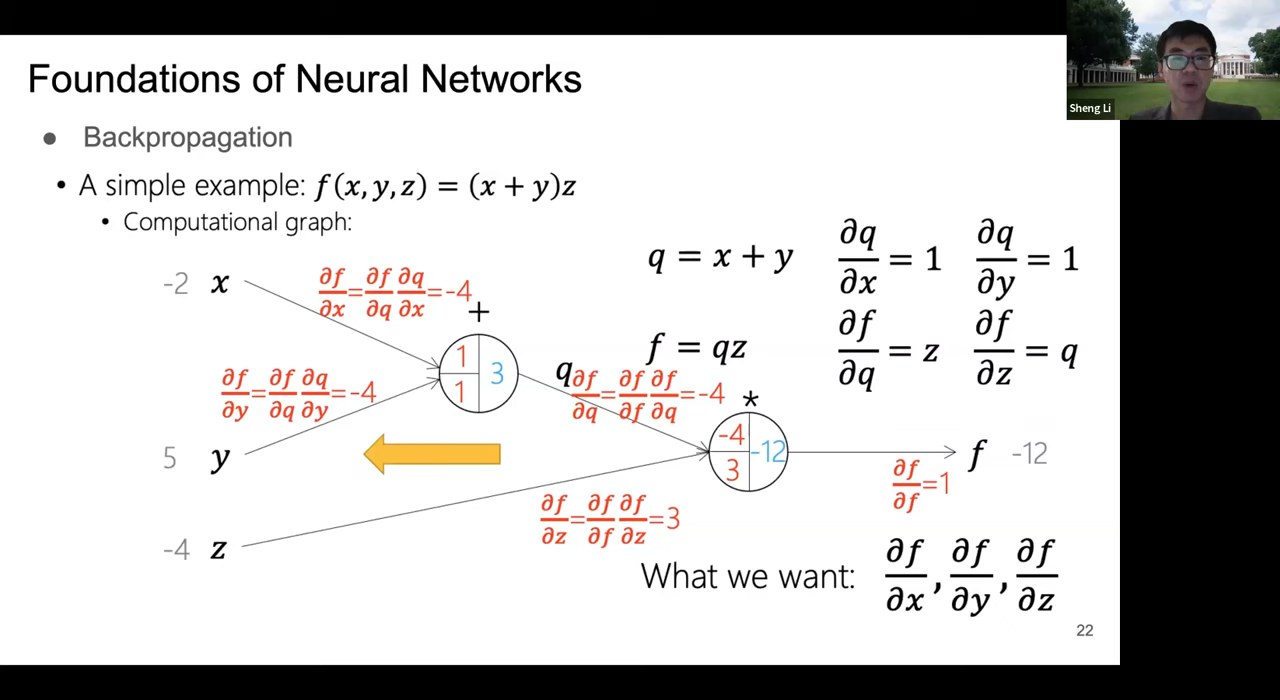 Sheng Li
Foundations of Neural Networks
● Backpropagation
• A simple example: f(x, y, z) = (x + y)z
• Computational graph:
q = x + y ∂q/∂x = 1 ∂q/∂y = 1
-2 x
∂f/∂x = ∂f/∂q ∂q/∂x = -4
+
f = qz ∂f/∂q = z ∂f/∂z = q
1 1 3
q
∂f/∂y = ∂f/∂q ∂q/∂y = -4
∂f/∂q = ∂f/∂f ∂f/∂q = -4
*
5 y
-4 3 -12
f -12
∂f/∂f = 1
∂f/∂z = ∂f/∂f ∂f/∂z = 3
-4 z
What we want: ∂f/∂x, ∂f/∂y, ∂f/∂z
22